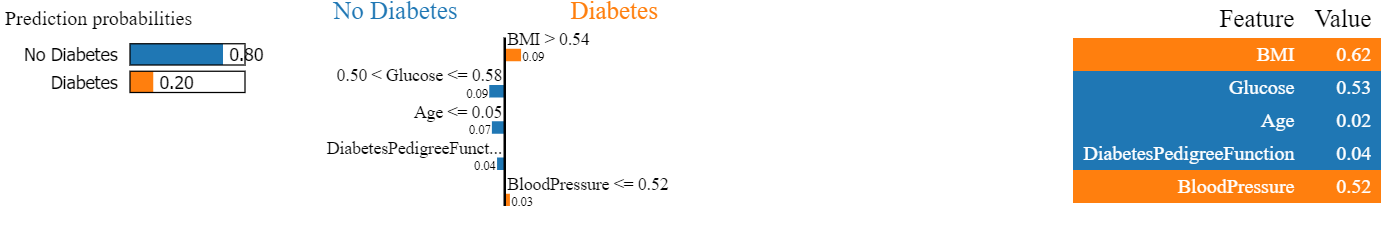 Prediction probabilities
No Diabetes 0.80
Diabetes 0.20
No Diabetes Diabetes
BMI > 0.54
0.09
0.50 < Glucose <= 0.58
0.09
Age <= 0.05
0.07
DiabetesPedigreeFunct...
0.04
BloodPressure <= 0.52
0.03
Feature Value
BMI 0.62
Glucose 0.53
Age 0.02
DiabetesPedigreeFunction 0.04
BloodPressure 0.52